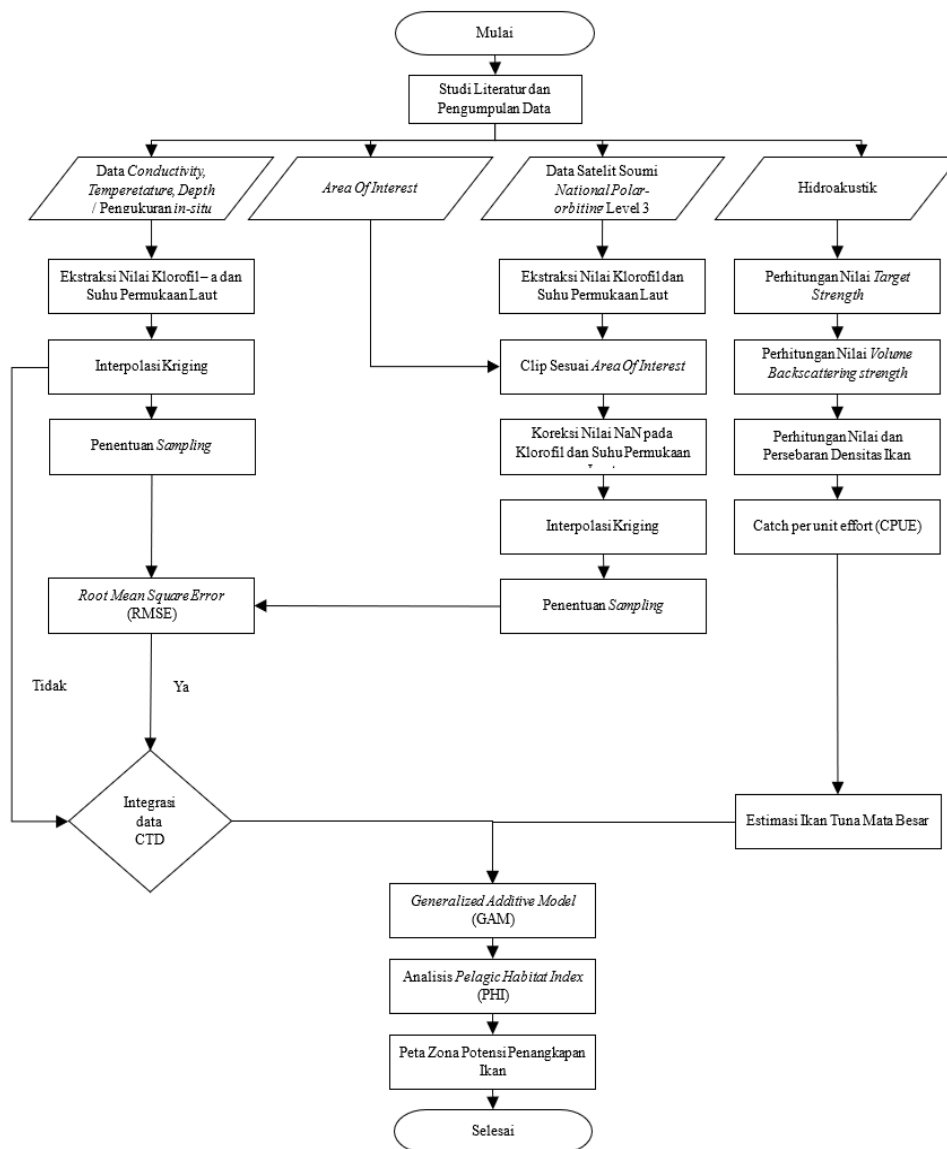 Mulai
Studi Literatur dan
Pengumpulan Data
Data Conductivity,
Temperetature, Depth
/ Pengukuran in-situ
Area Of Interest
Data Satelit Soumi
National Polar-
orbiting Level 3
Hidroakustik
Ekstraksi Nilai Klorofil – a dan
Suhu Permukaan Laut
Ekstraksi Nilai Klorofil dan
Suhu Permukaan Laut
Perhitungan Nilai Target
Strength
Interpolasi Kriging
Clip Sesuai Area Of Interest
Perhitungan Nilai Volume
Backscattering strength
Penentuan Sampling
Koreksi Nilai NaN pada
Klorofil dan Suhu Permukaan
Perhitungan Nilai dan
Persebaran Densitas Ikan
Interpolasi Kriging
Catch per unit effort (CPUE)
Root Mean Square Error
(RMSE)
Penentuan Sampling
Tidak
Ya
Integrasi
data
CTD
Estimasi Ikan Tuna Mata Besar
Generalized Additive Model
(GAM)
Analisis Pelagic Habitat Index
(PHI)
Peta Zona Potensi Penangkapan
Ikan
Selesai